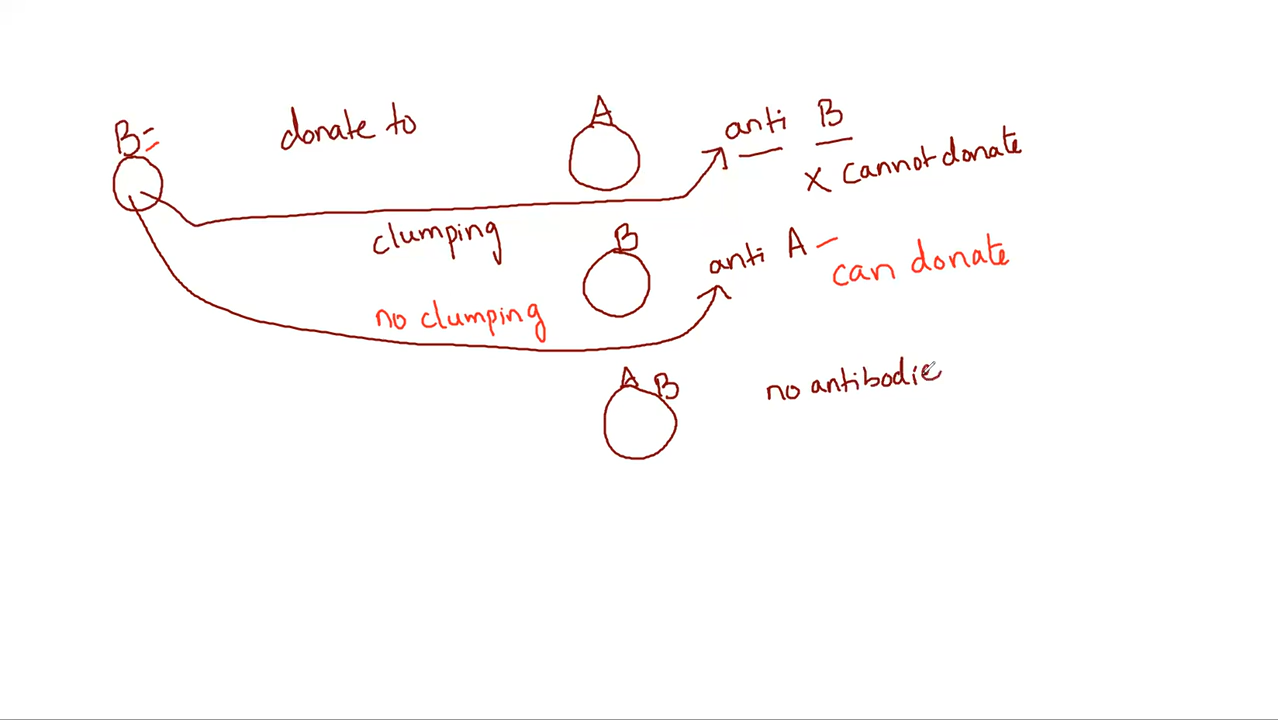 B
donate to
A
anti B
X cannot donate
clumping
B
anti A
can donate
no clumping
A B
no antibodie